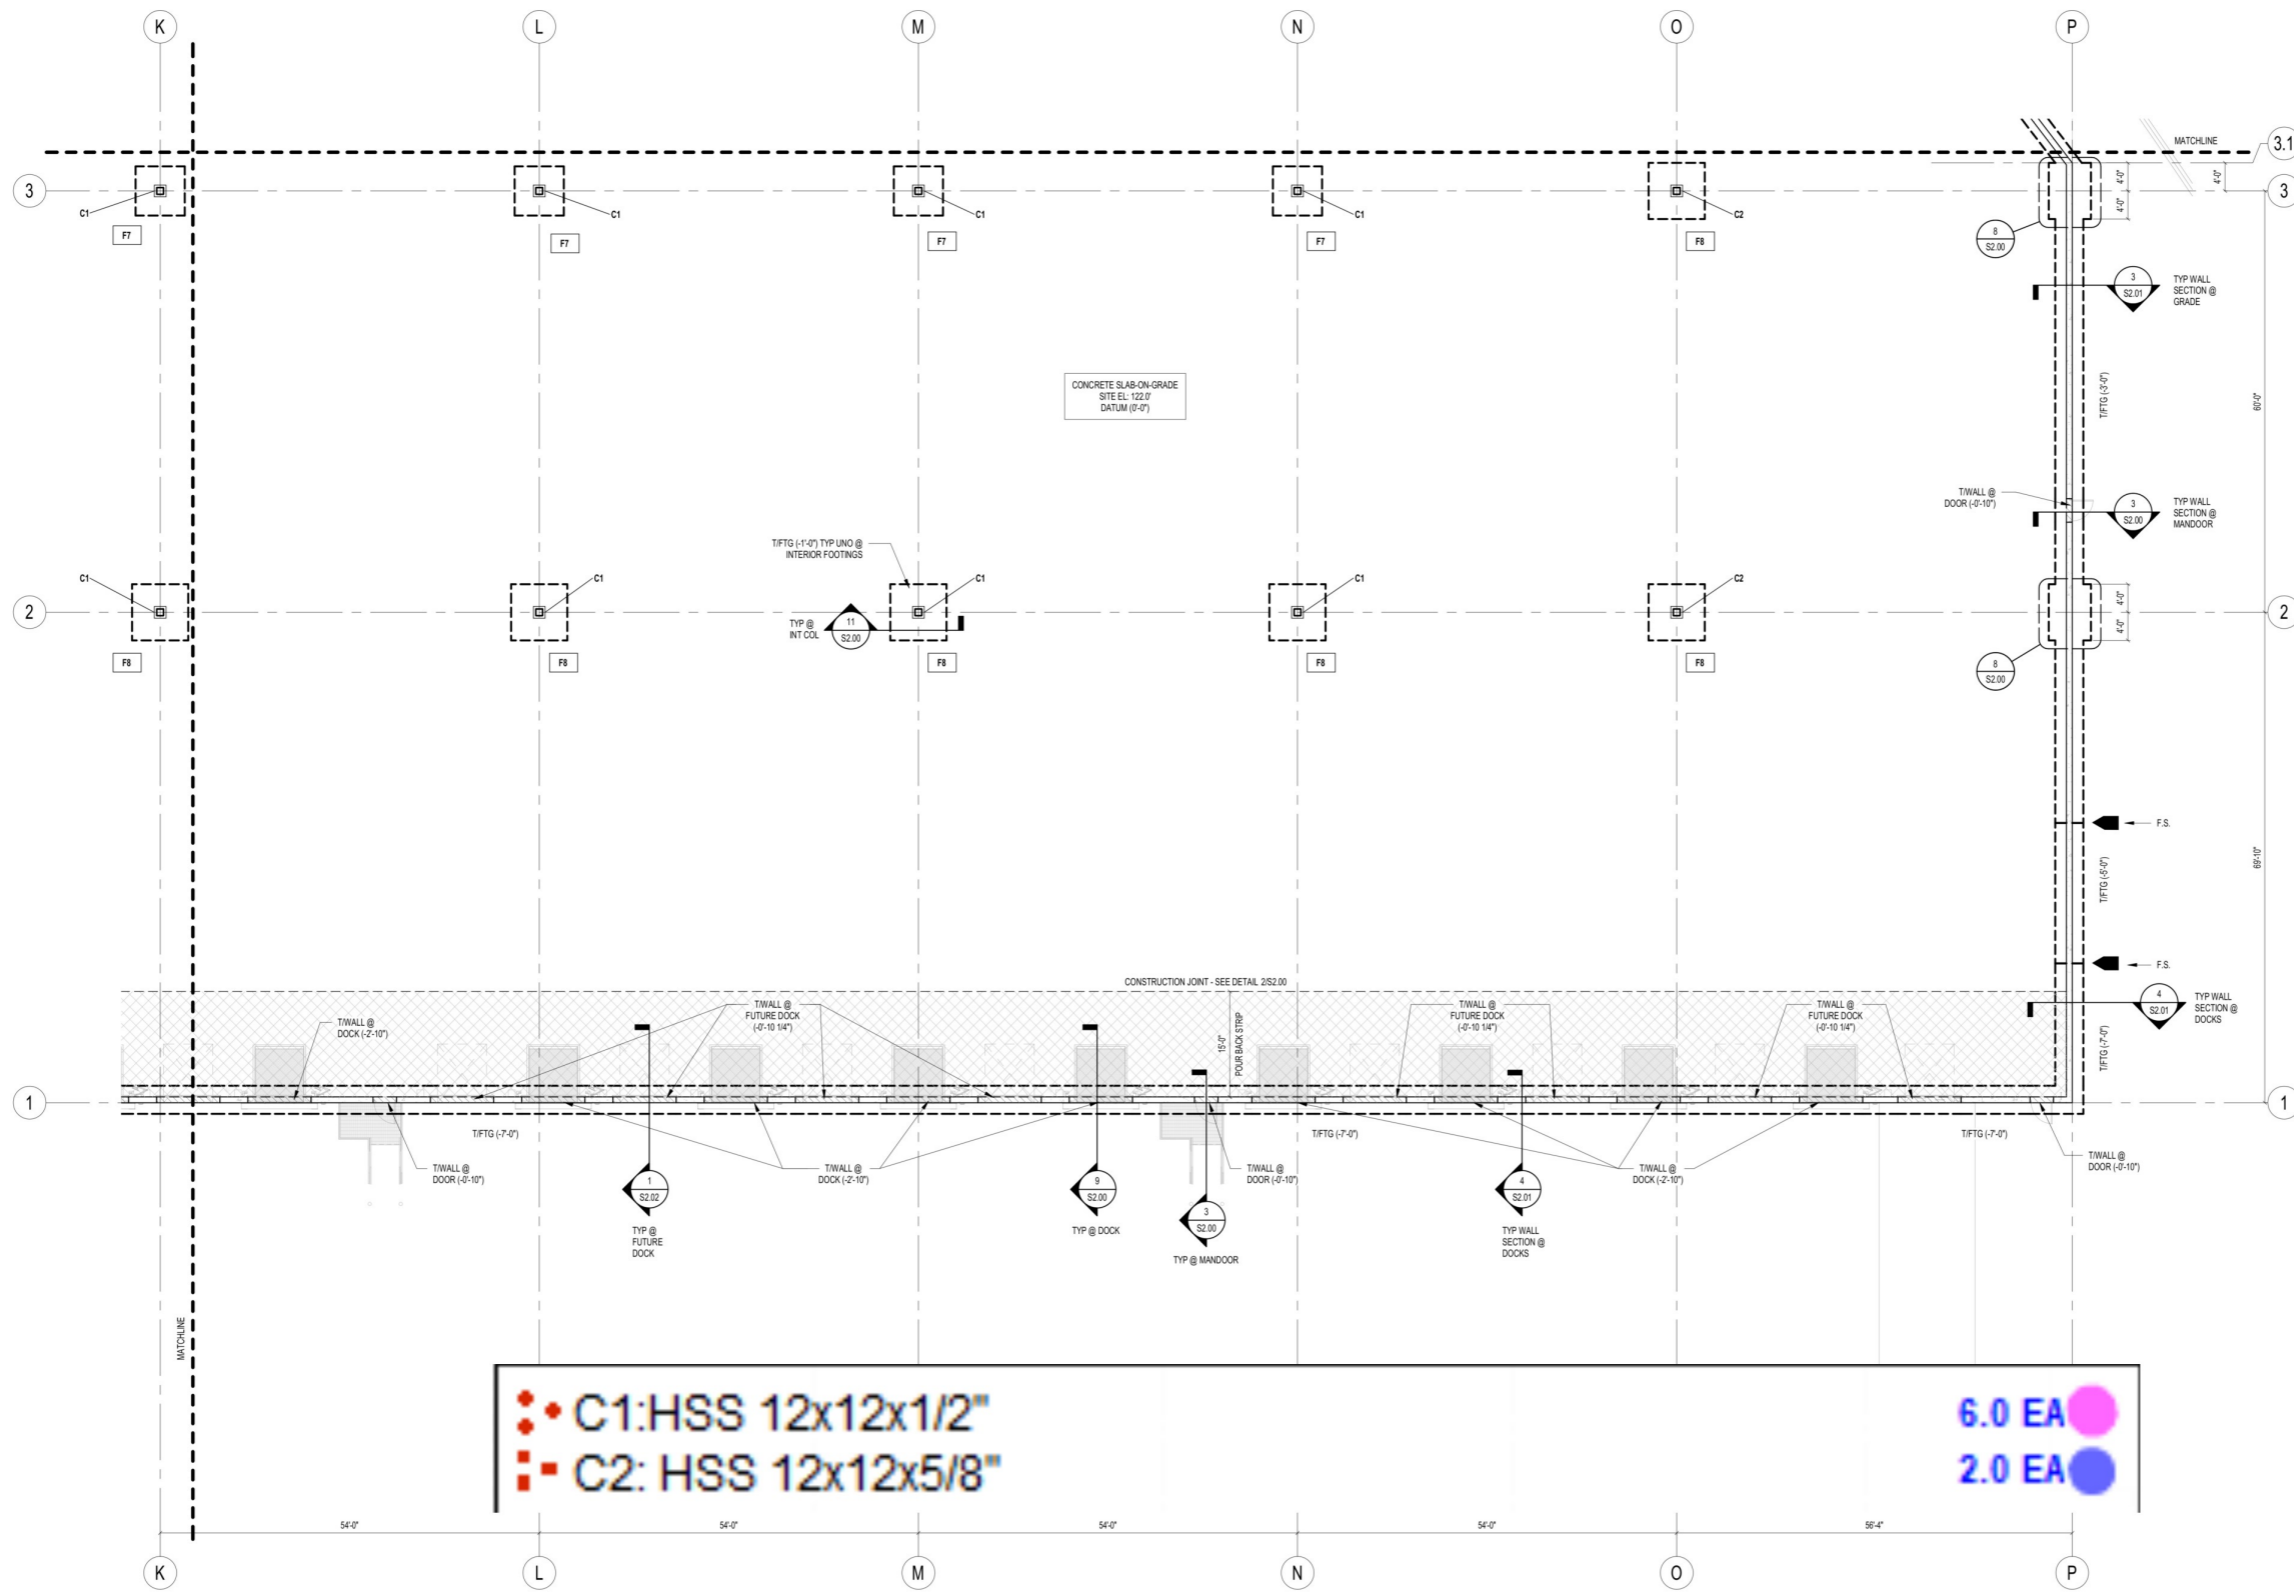 K
L
M
N
O
P
MATCHLINE
3.1
3
3
4'-0"
4'-0"
4'-0"
C1
C1
C1
C1
C2
F7
F7
F7
F7
F8
8
S2.00
3
S2.01
TYP WALL
SECTION @
GRADE
CONCRETE SLAB-ON-GRADE
SITE EL: 122.0'
DATUM (0'-0")
T/FTG (-3'-0")
60'-0"
T/WALL @
DOOR (-0'-10")
3
S2.00
TYP WALL
SECTION @
MANDOOR
T/FTG (-1'-0") TYP UNO @
INTERIOR FOOTINGS
C1
C1
C1
C1
C2
2
2
4'-0"
4'-0"
TYP @
INT COL
11
S2.00
F8
F8
F8
F8
F8
8
S2.00
F.S.
T/FTG (-5'-0")
69'-10"
F.S.
CONSTRUCTION JOINT - SEE DETAIL 2/S2.00
4
S2.01
TYP WALL
SECTION @
DOCKS
T/WALL @
DOCK (-2'-10")
T/WALL @
FUTURE DOCK
(-0'-10 1/4")
15'-0"
POUR BACK STRIP
T/WALL @
FUTURE DOCK
(-0'-10 1/4")
T/WALL @
FUTURE DOCK
(-0'-10 1/4")
T/FTG (-7'-0")
1
1
T/FTG (-7'-0")
T/FTG (-7'-0")
T/FTG (-7'-0")
T/WALL @
DOOR (-0'-10")
T/WALL @
DOCK (-2'-10")
T/WALL @
DOOR (-0'-10")
T/WALL @
DOCK (-2'-10")
T/WALL @
DOOR (-0'-10")
1
S2.02
TYP @
FUTURE
DOCK
9
S2.00
TYP @ DOCK
3
S2.00
TYP @ MANDOOR
4
S2.01
TYP WALL
SECTION @
DOCKS
MATCHLINE
C1:HSS 12x12x1/2" 6.0 EA
C2: HSS 12x12x5/8" 2.0 EA
54'-0"
54'-0"
54'-0"
54'-0"
56'-4"
K
L
M
N
O
P